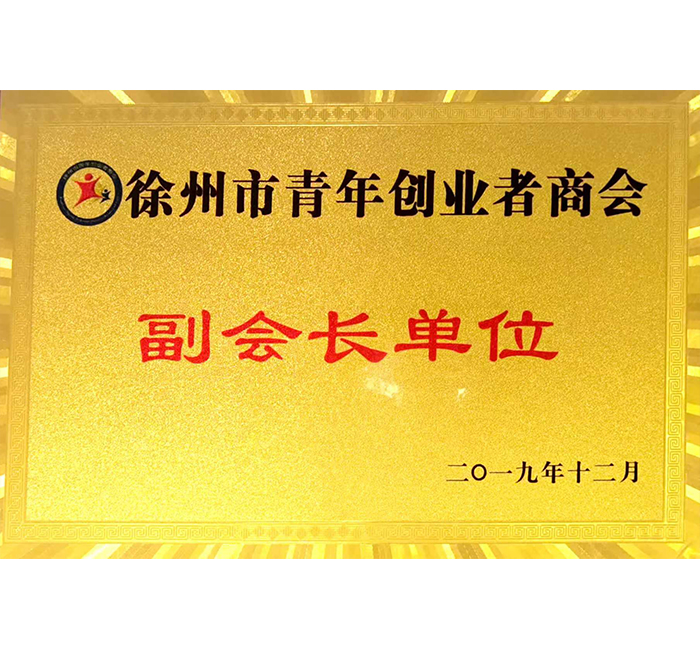 徐州市青年创业者商会
副会长单位
二〇一九年十二月